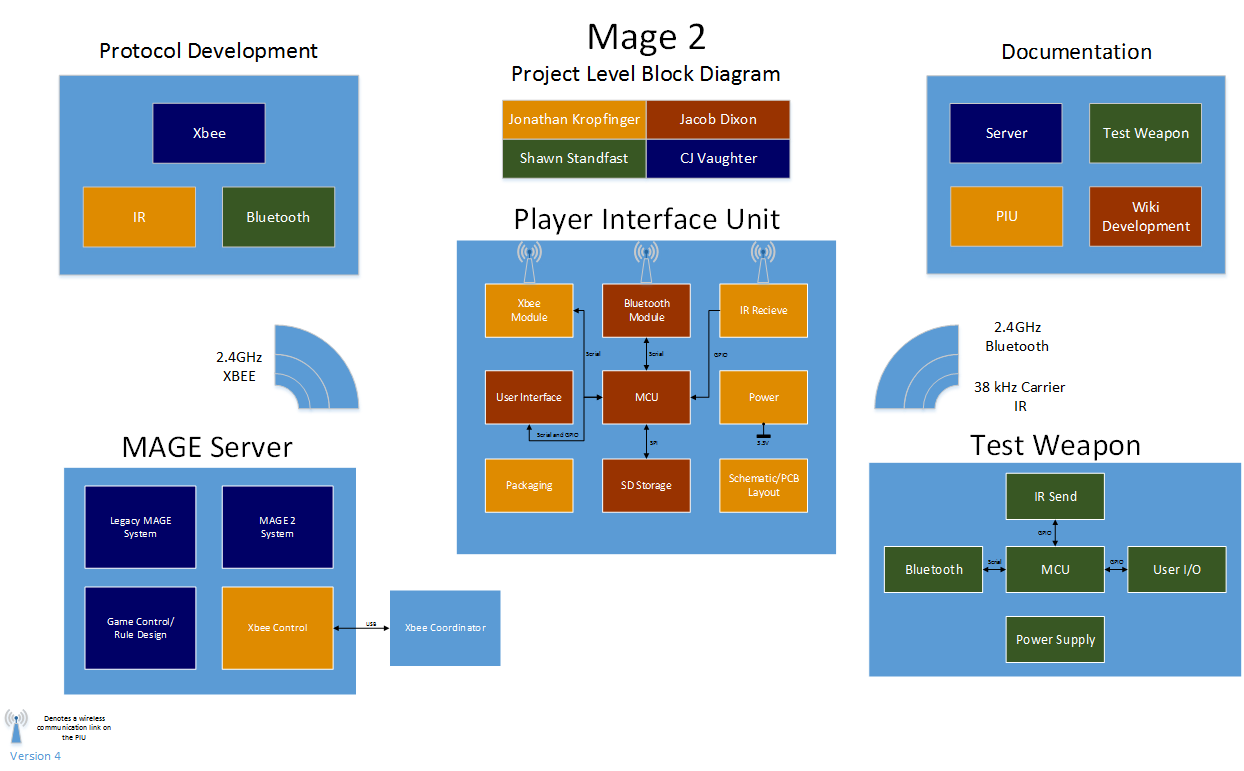 Mage 2
Project Level Block Diagram
Jonathan Kropfinger
Jacob Dixon
Shawn Standfast
CJ Vaughter
Protocol Development
Xbee
IR
Bluetooth
Documentation
Server
Test Weapon
PIU
Wiki
Development
Player Interface Unit
Xbee
Module
Bluetooth
Module
IR Recieve
Serial
Serial
GPIO
User Interface
MCU
Power
Serial and GPIO
SPI
3.3V
Packaging
SD Storage
Schematic/PCB
Layout
2.4GHz
XBEE
2.4GHz
Bluetooth
38 kHz Carrier
IR
MAGE Server
Legacy MAGE
System
MAGE 2
System
Game Control/
Rule Design
Xbee Control
USB
Xbee Coordinator
Test Weapon
IR Send
GPIO
Bluetooth
Serial
MCU
GPIO
User I/O
Power Supply
Denotes a wireless
communication link on
the PIU
Version 4